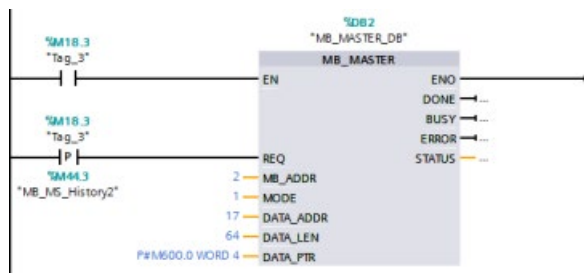 %DB2
"MB_MASTER_DB"
%M18.3
"Tag_3"
MB_MASTER
EN
ENO
DONE
...
BUSY
...
ERROR
...
STATUS
...
%M18.3
"Tag_3"
P
REQ
%M44.3
"MB_MS_History2"
2
MB_ADDR
1
MODE
17
DATA_ADDR
64
DATA_LEN
P#M600.0 WORD 4
DATA_PTR